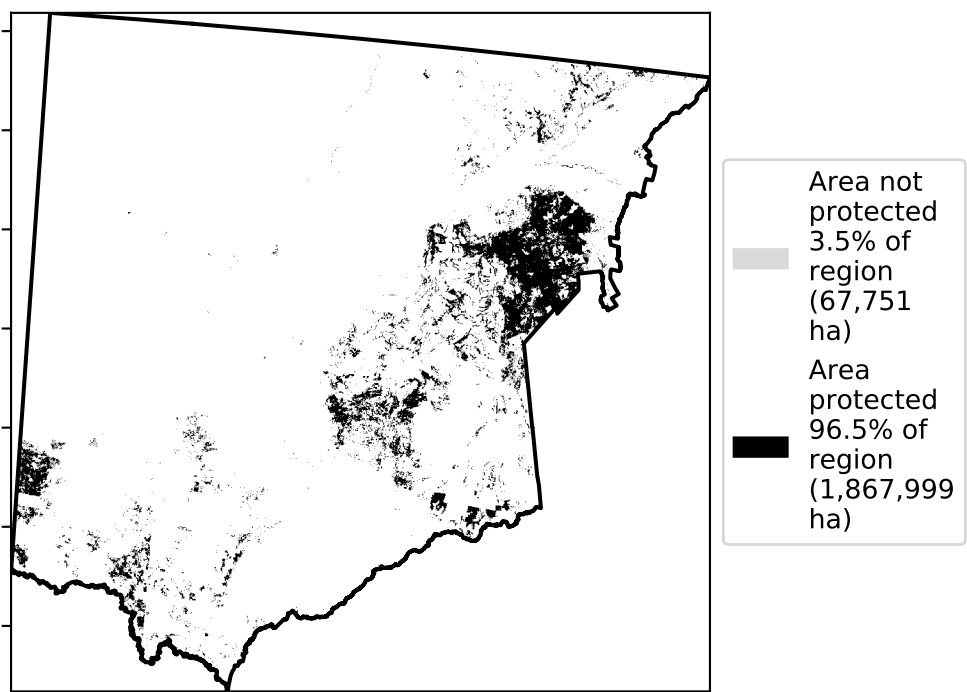 Area not
protected
3.5% of
region
(67,751
ha)
Area
protected
96.5% of
region
(1,867,999
ha)